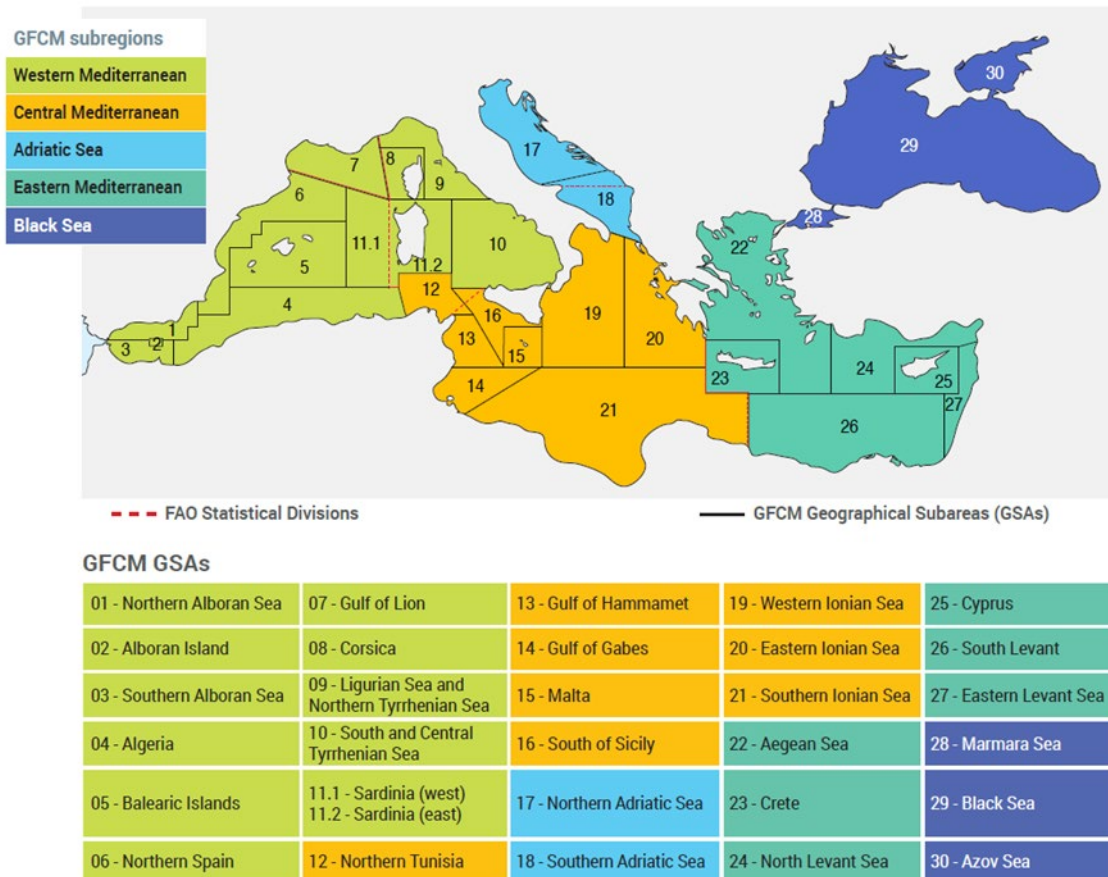 GFCM subregions
Western Mediterranean
Central Mediterranean
Adriatic Sea
Eastern Mediterranean
Black Sea
30
29
28
17
18
7
8
9
6
11.1
10
22
5
11.2
4
12
16
19
20
1
2
3
13
15
23
24
25
14
21
26
27
FAO Statistical Divisions
GFCM Geographical Subareas (GSAs)
GFCM GSAs
01 - Northern Alboran Sea
07 - Gulf of Lion
13 - Gulf of Hammamet
19 - Western Ionian Sea
25 - Cyprus
02 - Alboran Island
08 - Corsica
14 - Gulf of Gabes
20 - Eastern Ionian Sea
26 - South Levant
03 - Southern Alboran Sea
09 - Ligurian Sea and
Northern Tyrrhenian Sea
15 - Malta
21 - Southern Ionian Sea
27 - Eastern Levant Sea
04 - Algeria
10 - South and Central
Tyrrhenian Sea
16 - South of Sicily
22 - Aegean Sea
28 - Marmara Sea
05 - Balearic Islands
11.1 - Sardinia (west)
11.2 - Sardinia (east)
17 - Northern Adriatic Sea
23 - Crete
29 - Black Sea
06 - Northern Spain
12 - Northern Tunisia
18 - Southern Adriatic Sea
24 - North Levant Sea
30 - Azov Sea